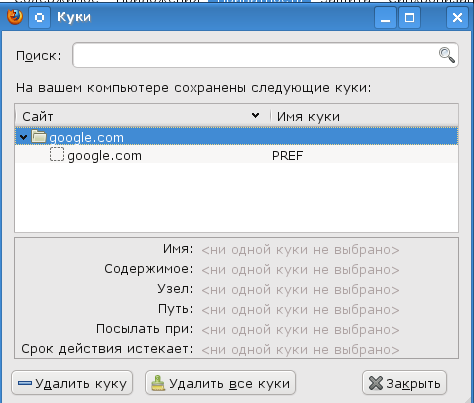 Куки
Поиск:
На вашем компьютере сохранены следующие куки:
Сайт Имя куки
google.com
google.com PREF
Имя: <ни одной куки не выбрано>
Содержимое: <ни одной куки не выбрано>
Узел: <ни одной куки не выбрано>
Путь: <ни одной куки не выбрано>
Посылать при: <ни одной куки не выбрано>
Срок действия истекает: <ни одной куки не выбрано>
Удалить куку Удалить все куки Закрыть